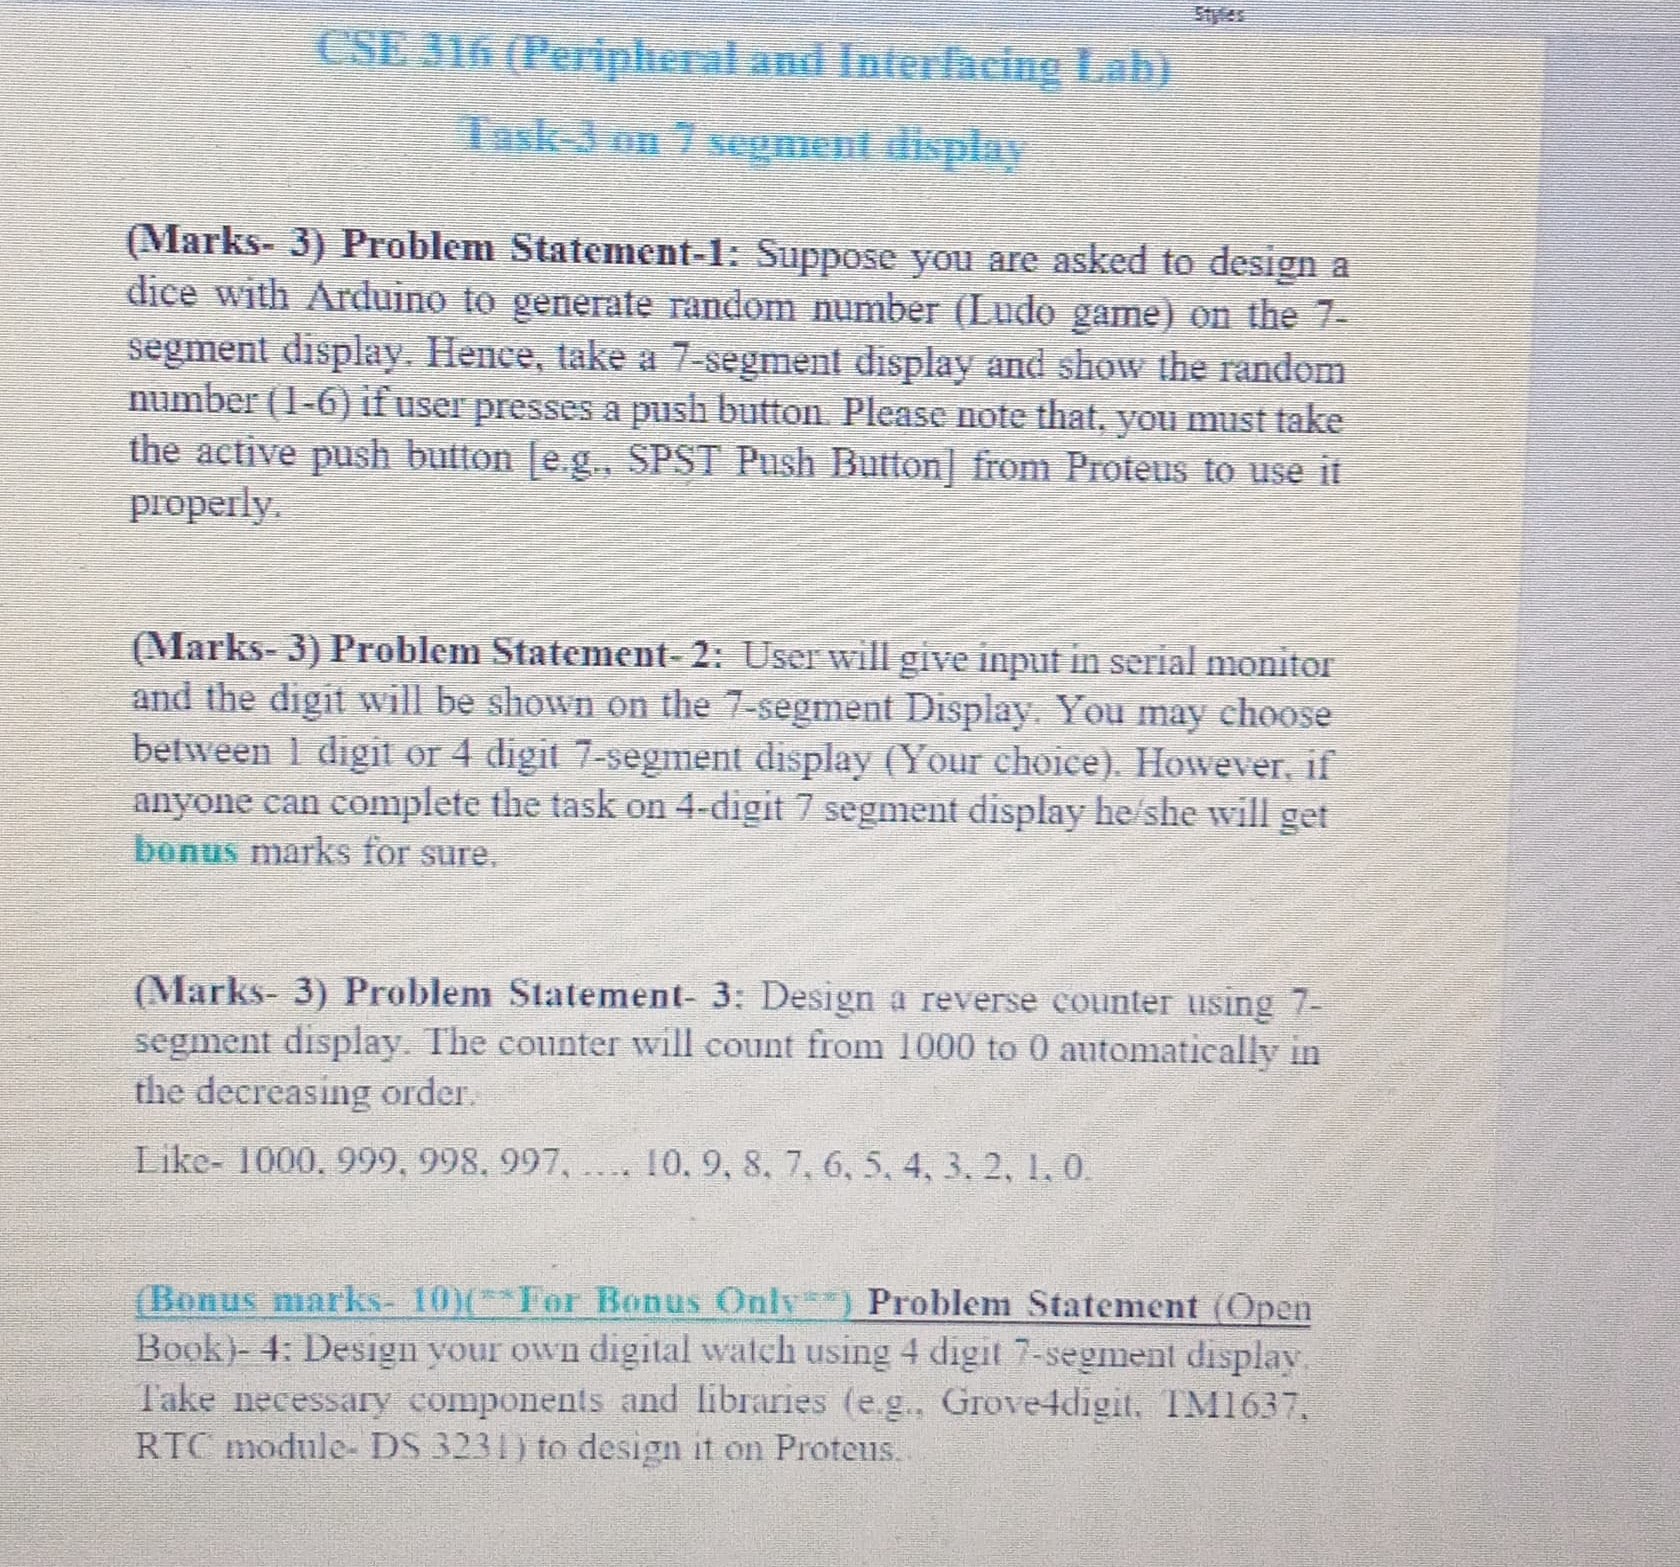 Styles
CSE 316 (Peripheral and Interfacing Lab)
Task-3 on 7 segment display
(Marks- 3) Problem Statement-1: Suppose you are asked to design a
dice with Arduino to generate random number (Ludo game) on the 7-
segment display. Hence, take a 7-segment display and show the random
number (1-6) if user presses a push button. Please note that, you must take
the active push button [e.g., SPST Push Button] from Proteus to use it
properly.
(Marks- 3) Problem Statement- 2: User will give input in serial monitor
and the digit will be shown on the 7-segment Display. You may choose
between 1 digit or 4 digit 7-segment display (Your choice). However, if
anyone can complete the task on 4-digit 7 segment display he/she will get
bonus marks for sure.
(Marks- 3) Problem Statement- 3: Design a reverse counter using 7-
segment display. The counter will count from 1000 to 0 automatically in
the decreasing order.
Like- 1000, 999, 998, 997, …., 10, 9, 8, 7, 6, 5, 4, 3, 2, 1, 0.
(Bonus marks- 10)(**For Bonus Only**) Problem Statement (Open
Book)- 4: Design your own digital watch using 4 digit 7-segment display.
Take necessary components and libraries (e.g., Grove4digit, TM1637,
RTC module- DS 3231) to design it on Proteus.